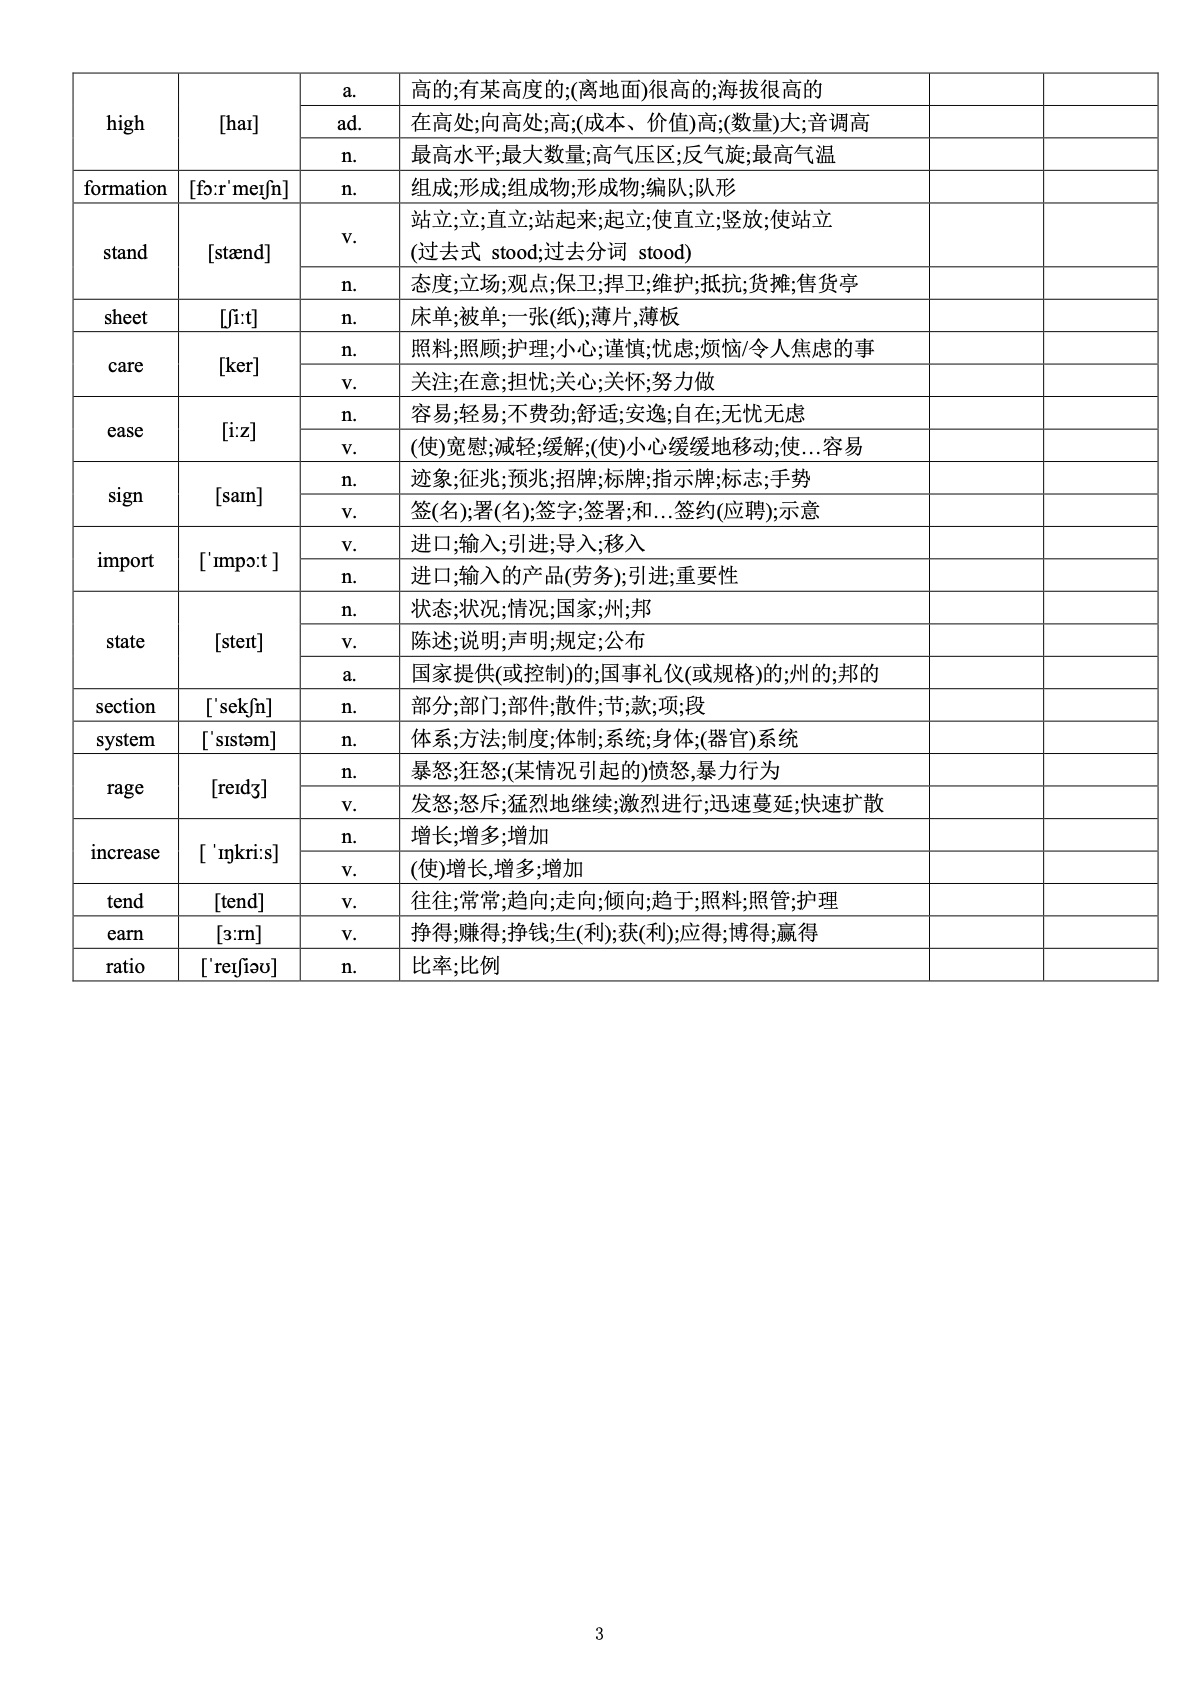 high [haɪ] a. 高的;有某高度的;(离地面)很高的;海拔很高的
ad. 在高处;向高处;高;(成本、价值)高;(数量)大;音调高
n. 最高水平;最大数量;高气压区;反气旋;最高气温
formation [fɔːrˈmeɪʃn] n. 组成;形成;组成物;形成物;编队;队形
stand [stænd] v. 站立;立;直立;站起来;起立;使直立;竖放;使站立
(过去式 stood;过去分词 stood)
n. 态度;立场;观点;保卫;捍卫;维护;抵抗;货摊;售货亭
sheet [ʃiːt] n. 床单;被单;一张(纸);薄片,薄板
care [ker] n. 照料;照顾;护理;小心;谨慎;忧虑;烦恼/令人焦虑的事
v. 关注;在意;担忧;关心;关怀;努力做
ease [iːz] n. 容易;轻易;不费劲;舒适;安逸;自在;无忧无虑
v. (使)宽慰;减轻;缓解;(使)小心缓缓地移动;使…容易
sign [saɪn] n. 迹象;征兆;预兆;招牌;标牌;指示牌;标志;手势
v. 签(名);署(名);签字;签署;和…签约(应聘);示意
import [ˈɪmpɔːt ] v. 进口;输入;引进;导入;移入
n. 进口;输入的产品(劳务);引进;重要性
state [steɪt] n. 状态;状况;情况;国家;州;邦
v. 陈述;说明;声明;规定;公布
a. 国家提供(或控制)的;国事礼仪(或规格)的;州的;邦的
section [ˈsekʃn] n. 部分;部门;部件;散件;节;款;项;段
system [ˈsɪstəm] n. 体系;方法;制度;体制;系统;身体;(器官)系统
rage [reɪdʒ] n. 暴怒;狂怒;(某情况引起的)愤怒,暴力行为
v. 发怒;怒斥;猛烈地继续;激烈进行;迅速蔓延;快速扩散
increase [ ˈɪŋkriːs] n. 增长;增多;增加
v. (使)增长,增多;增加
tend [tend] v. 往往;常常;趋向;走向;倾向;趋于;照料;照管;护理
earn [ɜːrn] v. 挣得;赚得;挣钱;生(利);获(利);应得;博得;赢得
ratio [ˈreɪʃiəʊ] n. 比率;比例
3